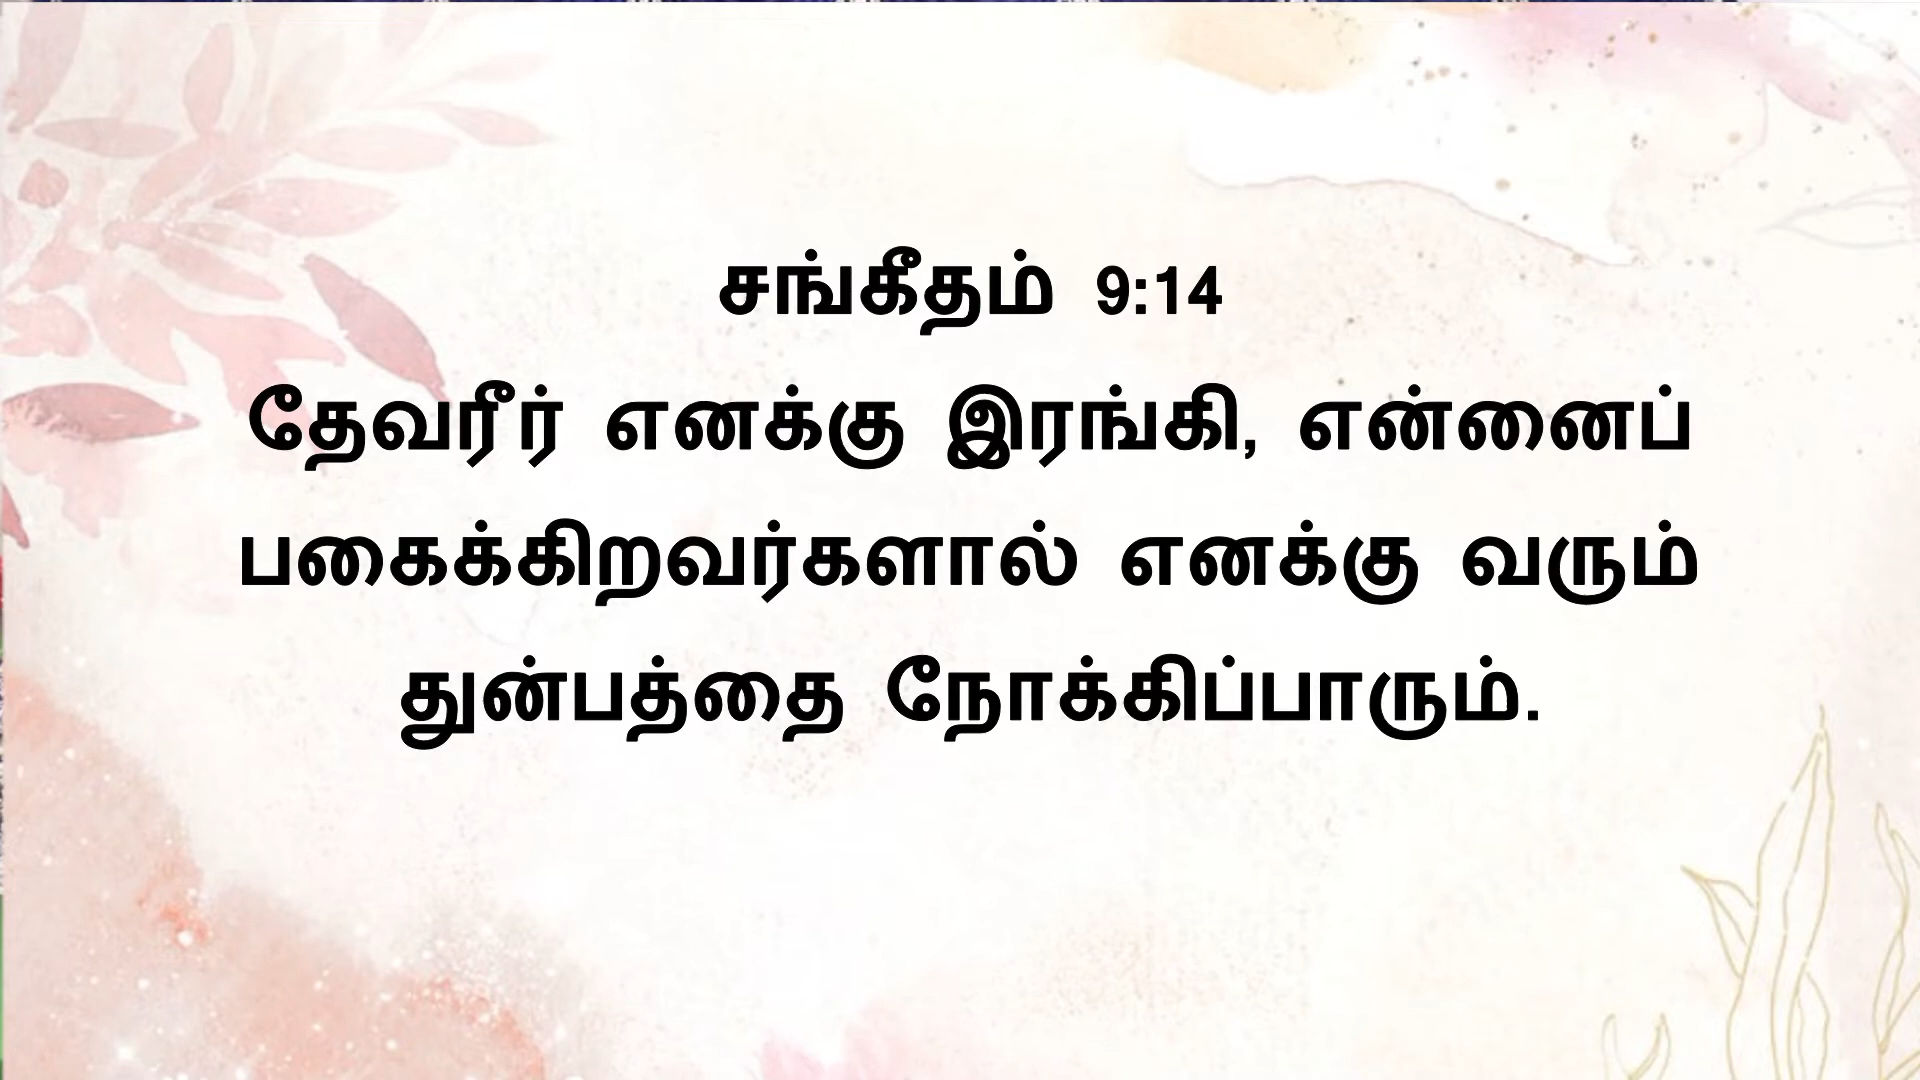 சங்கீதம் 9:14
தேவரீர் எனக்கு இரங்கி, என்னைப்
பகைக்கிறவர்களால் எனக்கு வரும்
துன்பத்தை நோக்கிப்பாரும்.